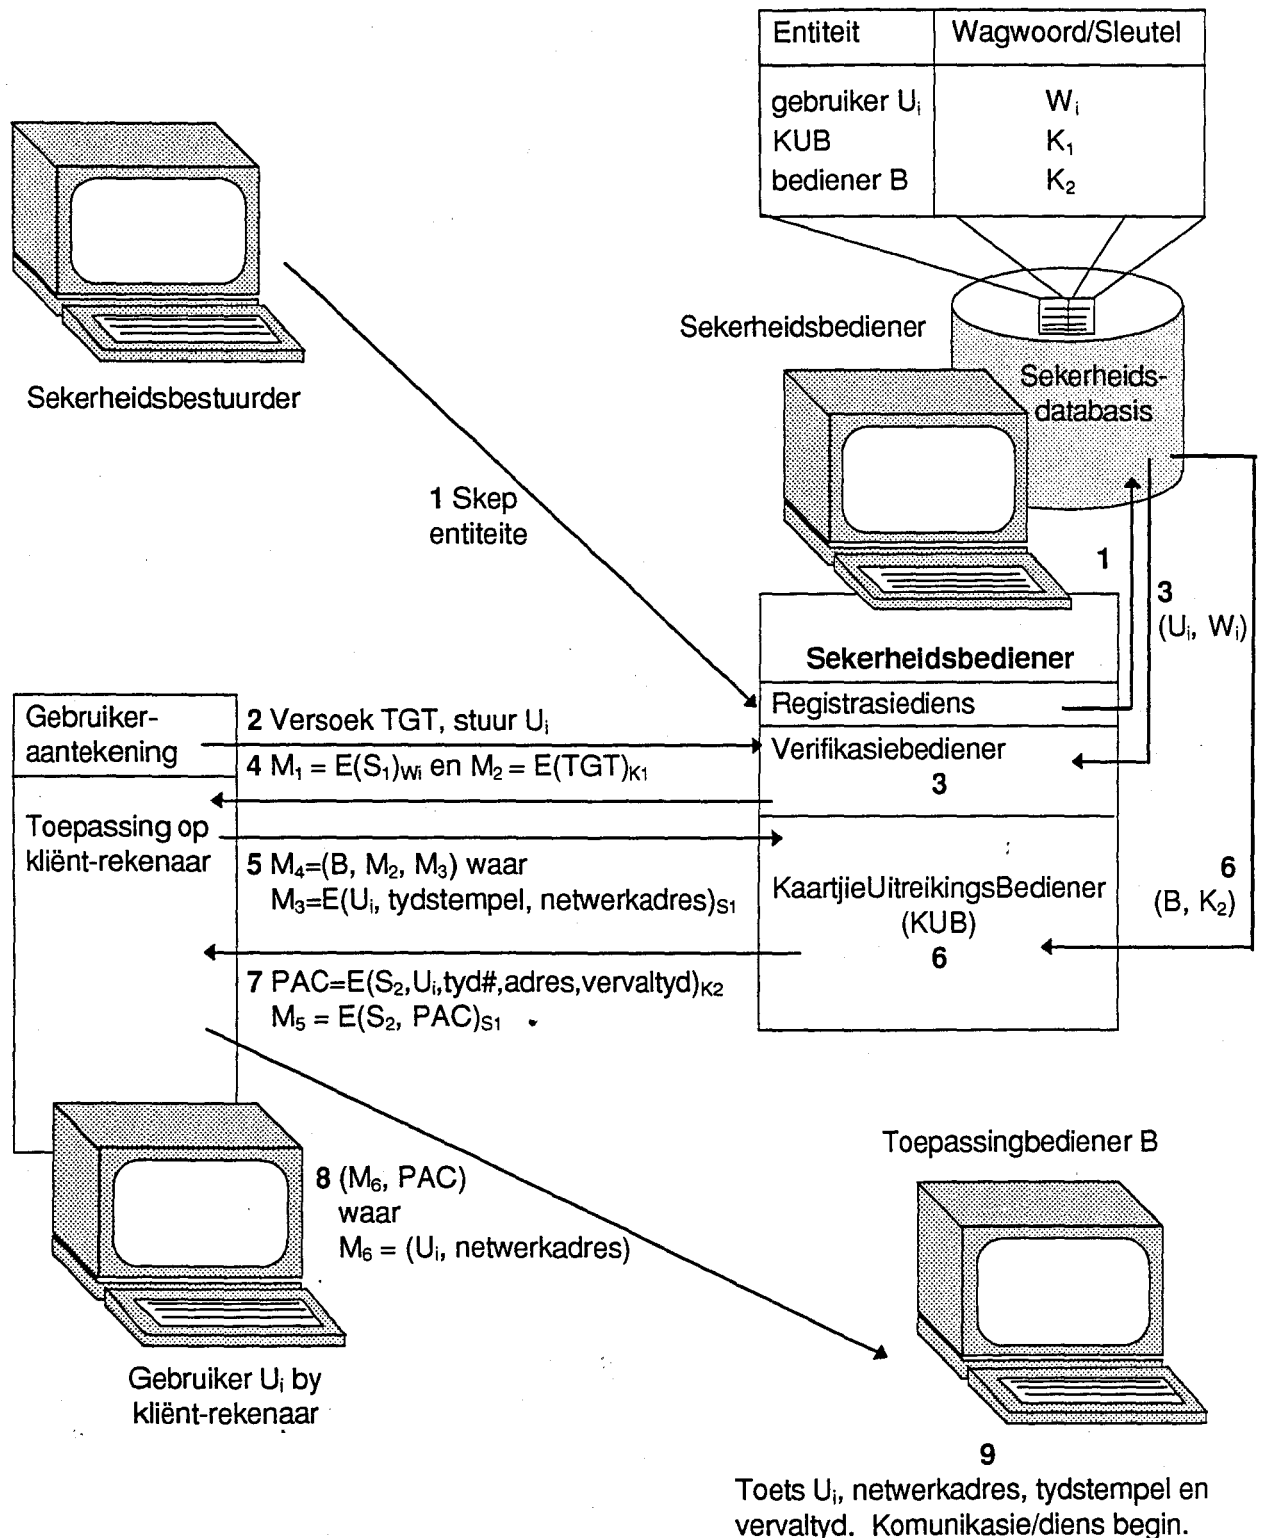 Entiteit Wagwoord/Sleutel
gebruiker Uᵢ Wᵢ
KUB K₁
bediener B K₂
Sekerheidsbediener
Sekerheids-
databasis
Sekerheidsbestuurder
1 Skep
entiteite
1
3
(Uᵢ, Wᵢ)
Sekerheidsbediener
Registrasiediens
Gebruiker-
aantekening
2 Versoek TGT, stuur Uᵢ
Verifikasiebediener
3
4 M₁ = E(S₁)Wi en M₂ = E(TGT)K1
Toepassing op
kliënt-rekenaar
5 M₄=(B, M₂, M₃) waar
M₃=E(Uᵢ, tydstempel, netwerkadres)S1
KaartjieUitreikingsBediener
(KUB)
6
6
(B, K₂)
7 PAC=E(S₂,Uᵢ,tyd#,adres,vervaltyd)K2
M₅ = E(S₂, PAC)S1
8 (M₆, PAC)
waar
M₆ = (Uᵢ, netwerkadres)
Toepassingbediener B
Gebruiker Uᵢ by
kliënt-rekenaar
9
Toets Uᵢ, netwerkadres, tydstempel en
vervaltyd. Komunikasie/diens begin.